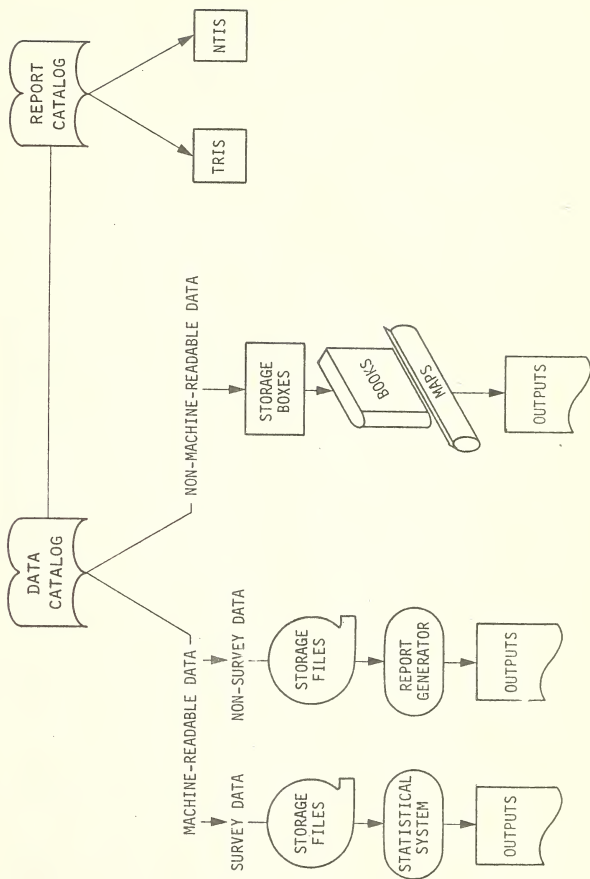 DATA
CATALOG
REPORT
CATALOG
MACHINE-READABLE DATA
NON-MACHINE-READABLE DATA
TRIS
NTIS
SURVEY DATA
NON-SURVEY DATA
STORAGE
FILES
STORAGE
FILES
STORAGE
BOXES
STATISTICAL
SYSTEM
REPORT
GENERATOR
BOOKS
MAPS
OUTPUTS
OUTPUTS
OUTPUTS